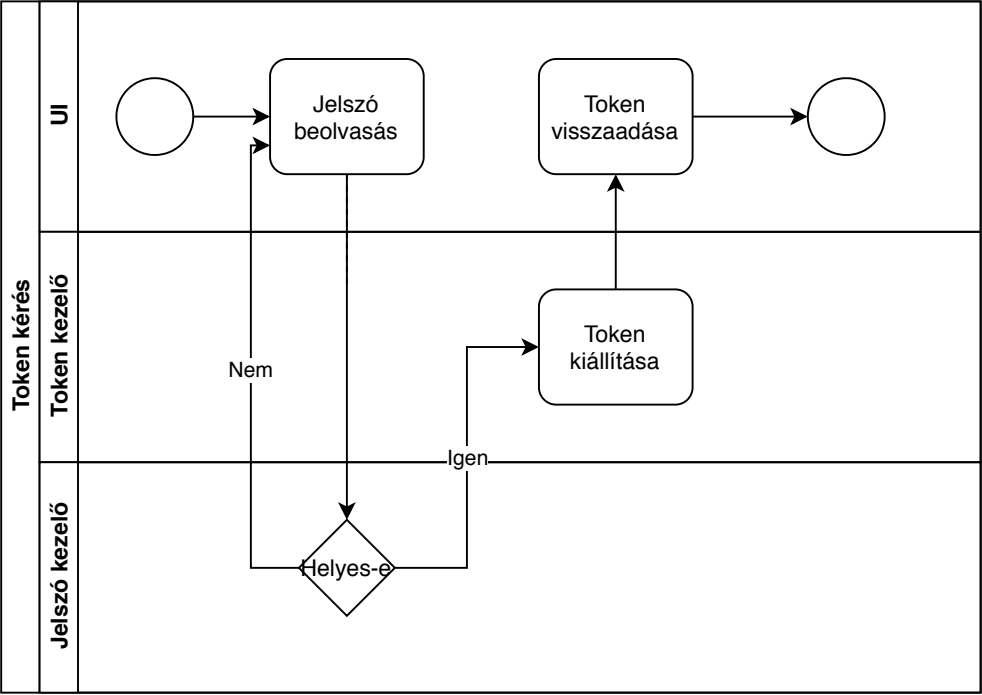 Token kérés
UI
Jelszó
beolvasás
Token
visszaadása
Token kezelő
Token
kiállítása
Nem
Igen
Jelszó kezelő
Helyes-e